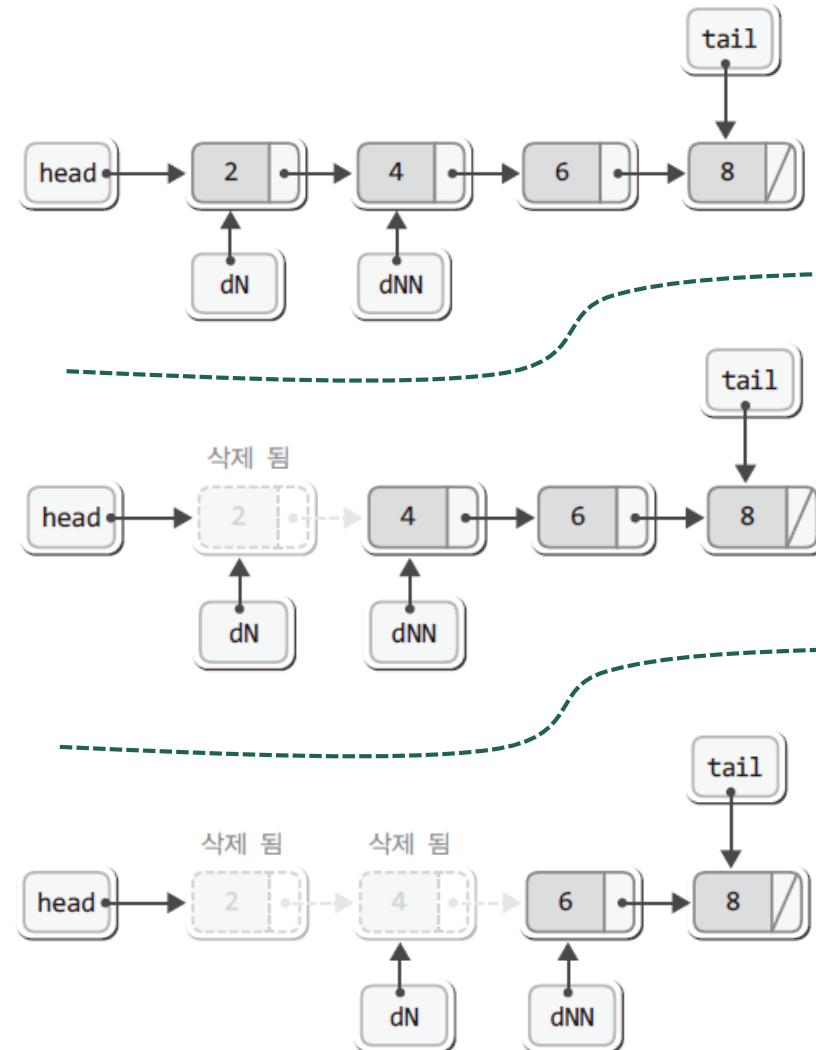 tail
head 2 4 6 8
dN dNN
tail
삭제 됨
head 2 4 6 8
dN dNN
tail
삭제 됨 삭제 됨
head 2 4 6 8
dN dNN